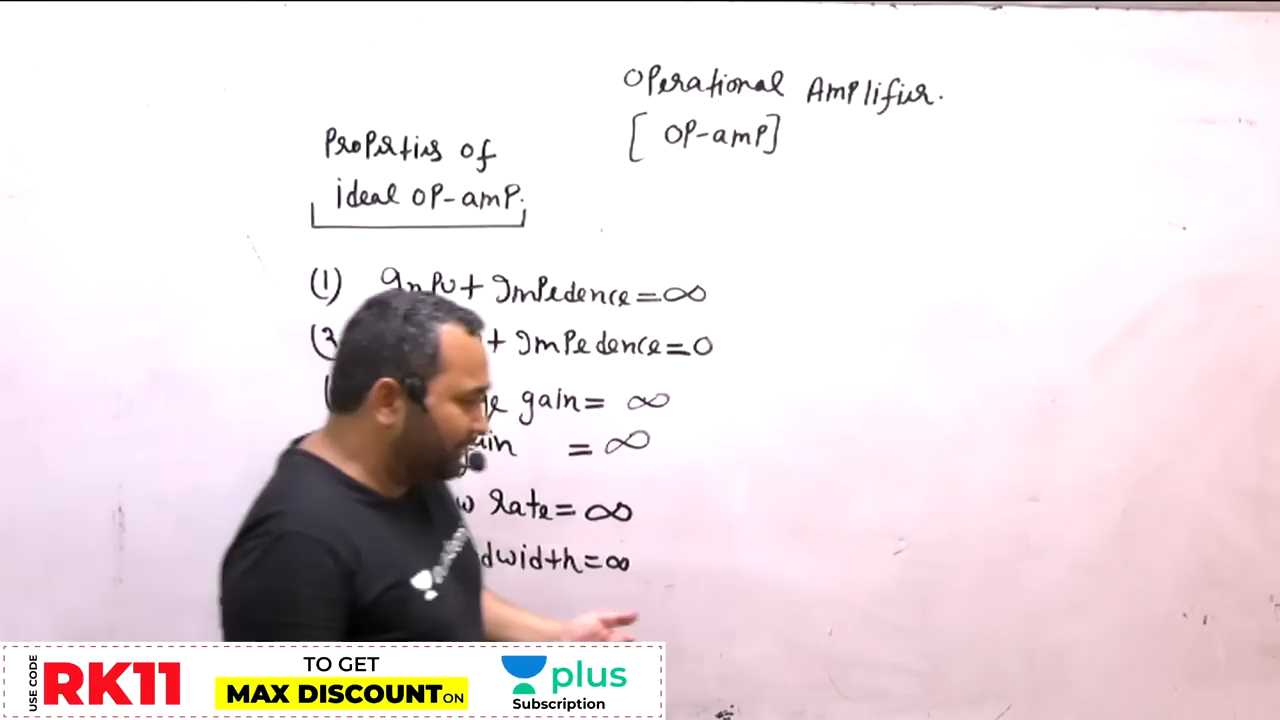 Operational Amplifier.
[OP-amP]
Properties of
ideal OP-amP.
(1) Input Impedence = ∞
Impedence = 0
gain = ∞
= ∞
rate = ∞
= ∞
USE CODE
RK11
TO GET
MAX DISCOUNT ON
plus
Subscription